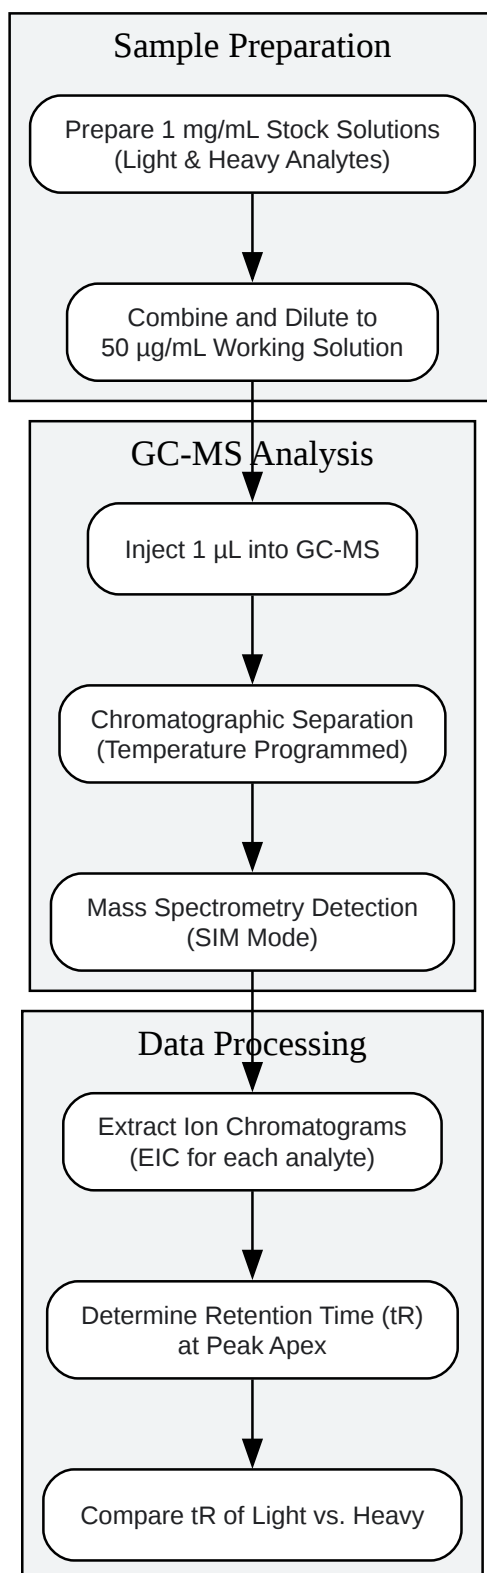 Sample Preparation
Prepare 1 mg/mL Stock Solutions
(Light & Heavy Analytes)
Combine and Dilute to
50 µg/mL Working Solution
GC-MS Analysis
Inject 1 µL into GC-MS
Chromatographic Separation
(Temperature Programmed)
Mass Spectrometry Detection
(SIM Mode)
Data Processing
Extract Ion Chromatograms
(EIC for each analyte)
Determine Retention Time (tR)
at Peak Apex
Compare tR of Light vs. Heavy